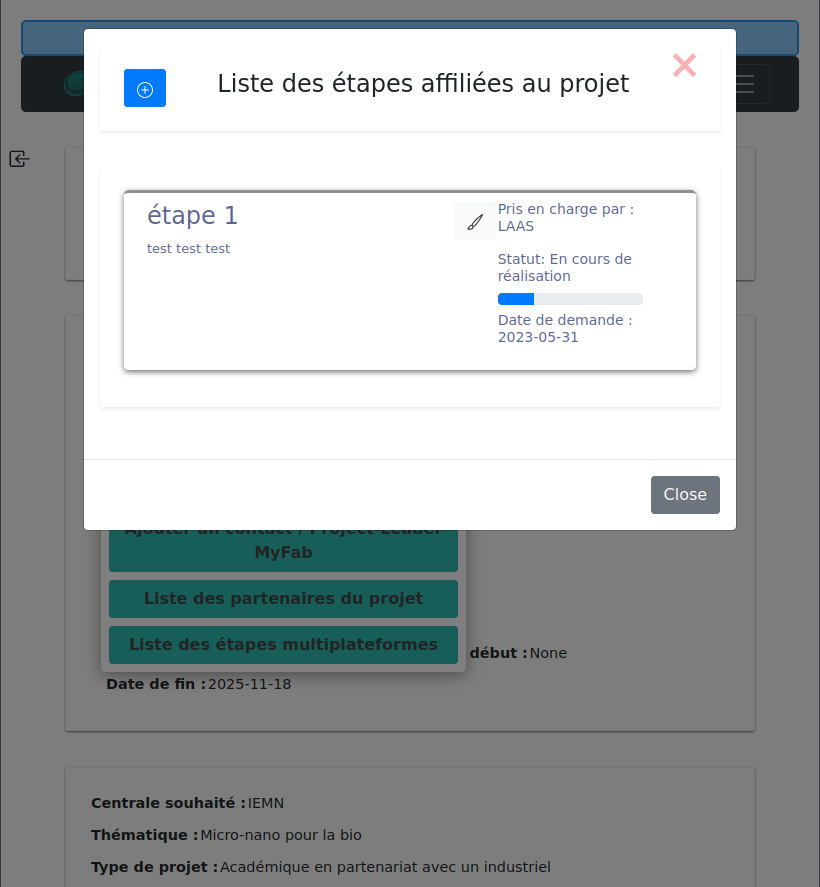 Liste des étapes affiliées au projet
étape 1
test test test
Pris en charge par :
LAAS
Statut: En cours de
réalisation
Date de demande :
2023-05-31
Close
Ajouter un contact / Project-Leader
MyFab
Liste des partenaires du projet
Liste des étapes multiplateformes
début : None
Date de fin : 2025-11-18
Centrale souhaité : IEMN
Thématique : Micro-nano pour la bio
Type de projet : Académique en partenariat avec un industriel